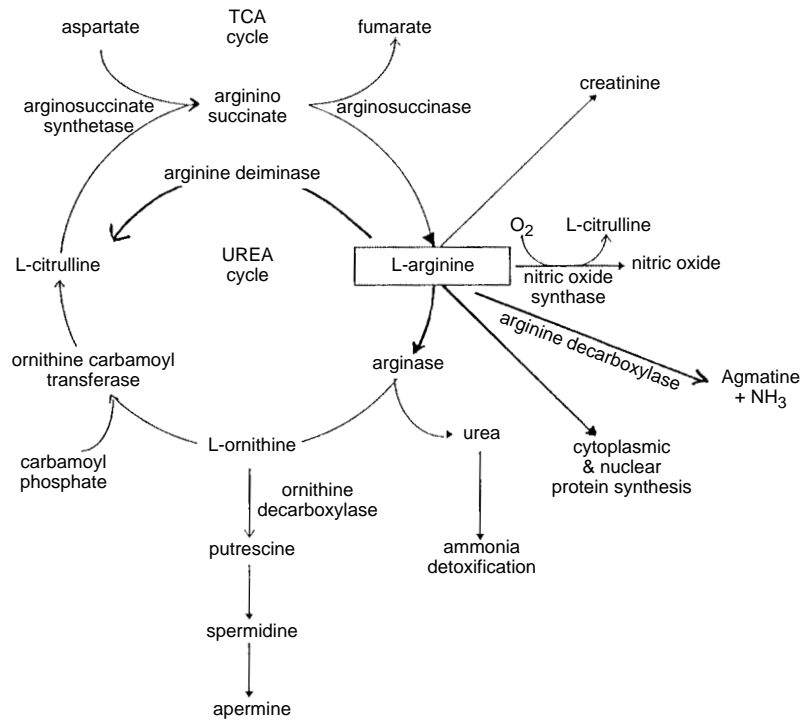 aspartate
TCA
cycle
fumarate
arginosuccinate
synthetase
arginino
succinate
arginosuccinase
creatinine
arginine deiminase
L-citrulline
UREA
cycle
L-arginine
O2
L-citrulline
nitric oxide
nitric oxide
synthase
arginine decarboxylase
Agmatine
+ NH3
ornithine carbamoyl
transferase
arginase
carbamoyl
phosphate
L-ornithine
urea
cytoplasmic
& nuclear
protein synthesis
ornithine
decarboxylase
putrescine
ammonia
detoxification
spermidine
apermine